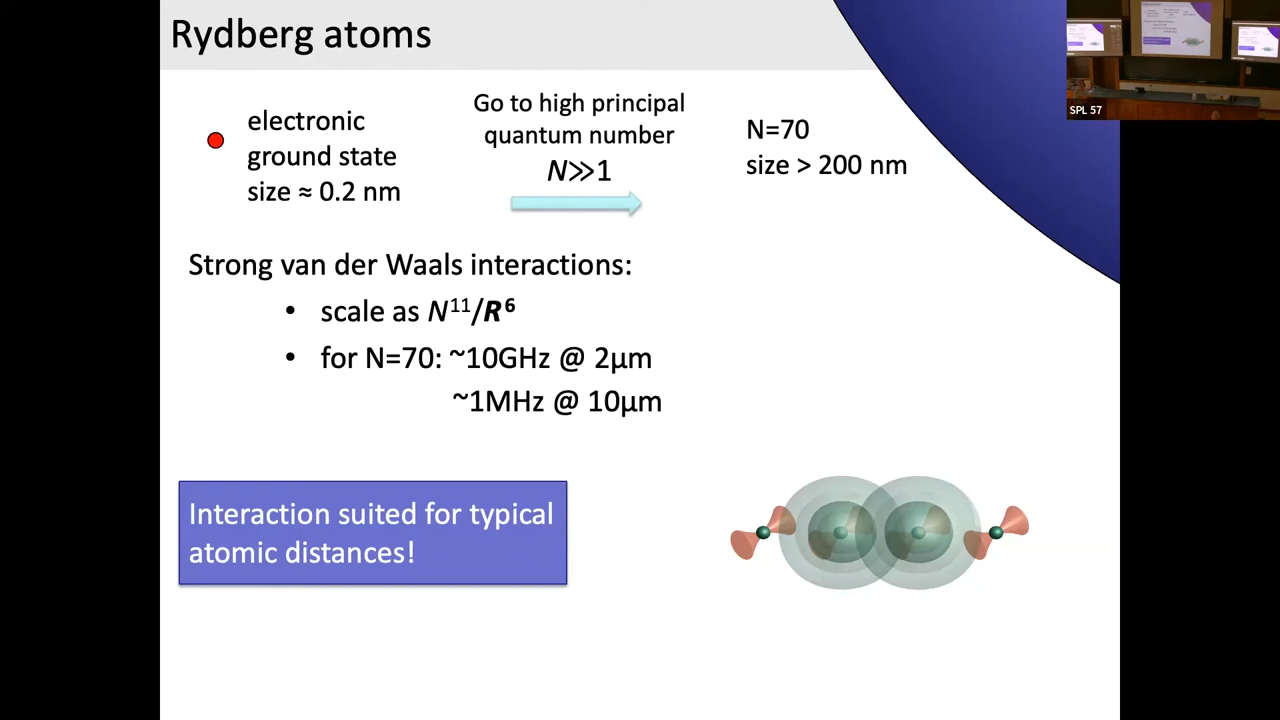 Rydberg atoms
electronic
ground state
size ≈ 0.2 nm
Go to high principal
quantum number
N≫1
N=70
size > 200 nm
Strong van der Waals interactions:
• scale as N¹¹/R⁶
• for N=70: ~10GHz @ 2µm
~1MHz @ 10µm
Interaction suited for typical
atomic distances!
SPL 57